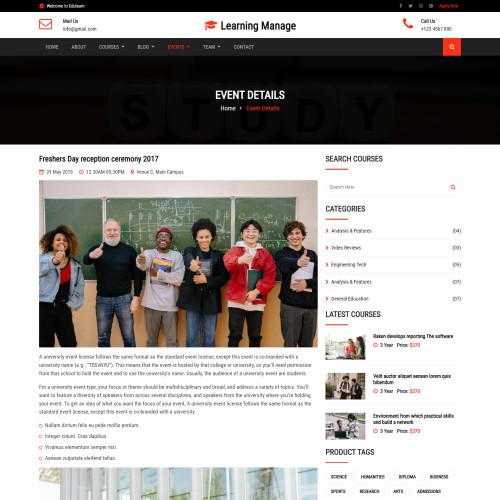 Welcome to Edulearn
Apply Now
Mail Us
info@gmail.com
Learning Manage
Call Us
+123 4567 890
HOME ABOUT COURSES BLOG EVENTS TEAM CONTACT
STUDY
EVENT DETAILS
Home Event Details
Freshers Day reception ceremony 2017
29 May 2019 12.30AM-05.30PM Venue C, Main Campus
A university event license follows the same format as the standard event license, except this event is co-branded with a
university name (e.g., "TEDxNYU"). This means that the event is hosted by that college or university, so you'll need permission
from that school to hold the event and to use the university's name. Usually, the audience of a university event are students.
For a university event type, your focus or theme should be multidisciplinary and broad, and address a variety of topics. You'll
want to feature a diversity of speakers from across several disciplines, and speakers from the university where you're holding
your event. To get an idea of what you want the focus of your event. A university event license follows the same format as the
standard event license, except this event is co-branded with a university.
Nullam dictum felis eu pede mollis pretium.
Integer cidunt. Cras dapibus.
Vivamus elementum semper nisi.
Aenean vulputate eleifend tellus.
SEARCH COURSES
Search Here
CATEGORIES
Analysis & Features (04)
Video Reviews (03)
Engineering Tech (05)
Analysis & Features (07)
General Education (07)
LATEST COURSES
Raken develops reporting The software
3 Year Price: $370
Velit auctor aliquet aenean lorem quis
bibendum
3 Year Price: $370
Environment from which practical skills
and build a network
3 Year Price: $370
PRODUCT TAGS
SCIENCE HUMANITIES DIPLOMA BUSINESS
SPORTS RESEARCH ARTS ADMISSIONS